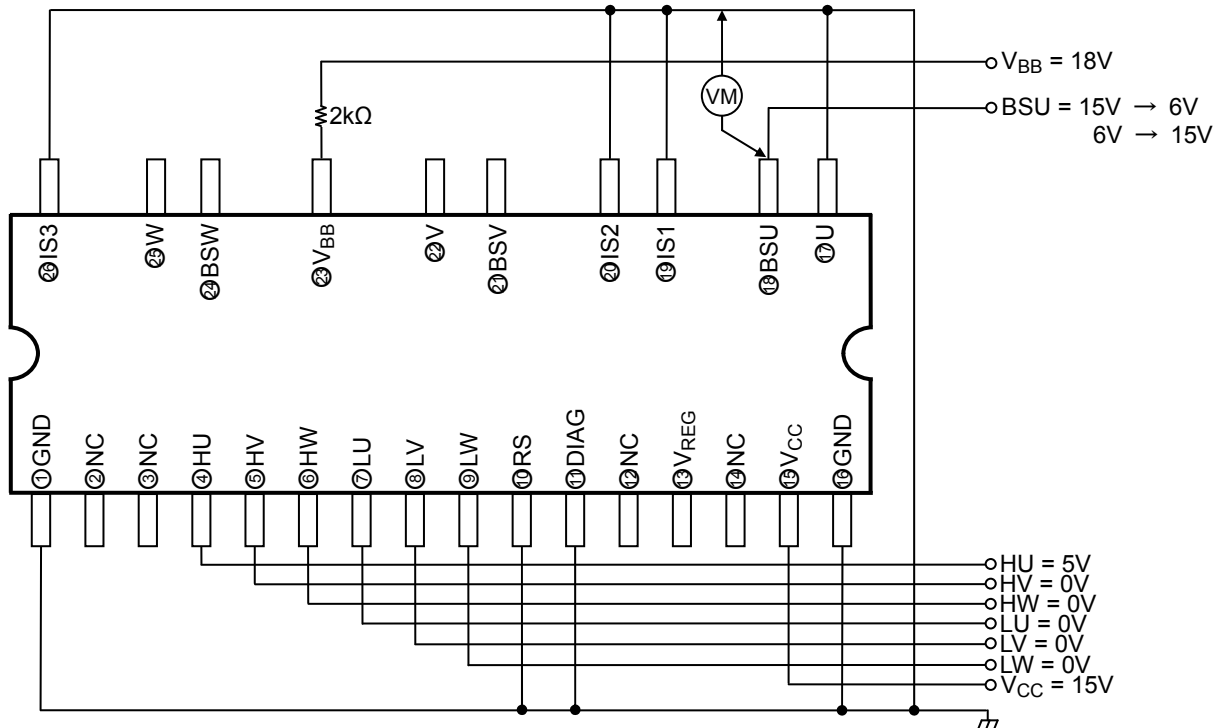 V_BB = 18V
VM
2kΩ
BSU = 15V → 6V
6V → 15V
㉖IS3
㉕W
㉔BSW
㉓V_BB
㉒V
㉑BSV
⑳IS2
⑲IS1
⑱BSU
⑰U
①GND
②NC
③NC
④HU
⑤HV
⑥HW
⑦LU
⑧LV
⑨LW
⑩RS
⑪DIAG
⑫NC
⑬V_REG
⑭NC
⑮V_CC
⑯GND
HU = 5V
HV = 0V
HW = 0V
LU = 0V
LV = 0V
LW = 0V
V_CC = 15V